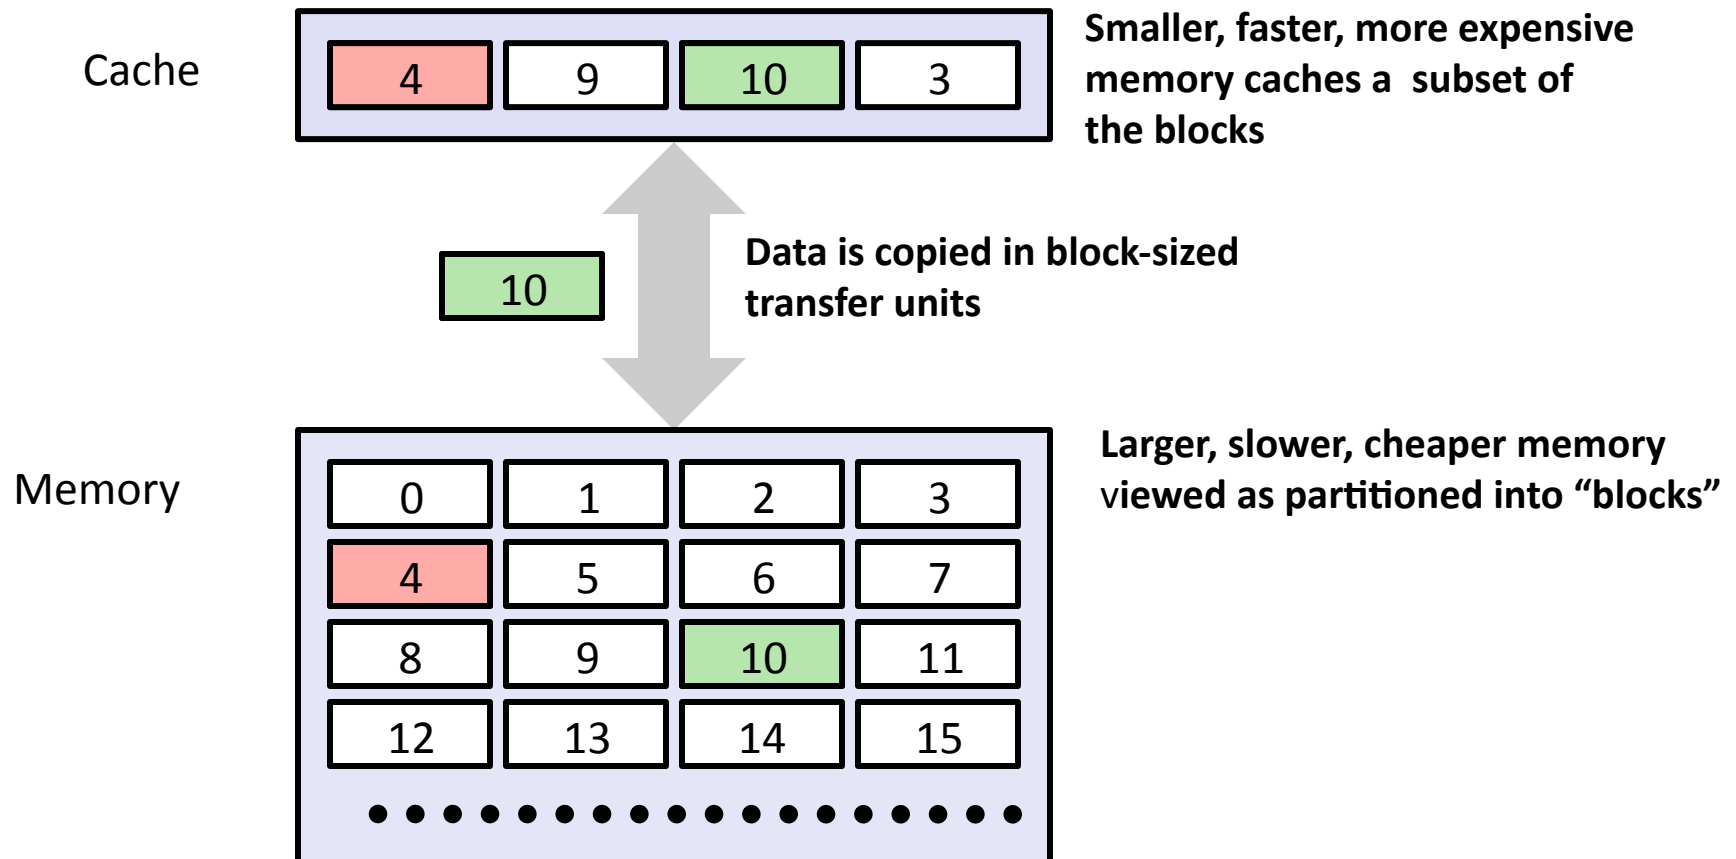 Cache
4 9 10 3
Smaller, faster, more expensive
memory caches a  subset of
the blocks
10
Data is copied in block-sized
transfer units
Memory
0 1 2 3
4 5 6 7
8 9 10 11
12 13 14 15
Larger, slower, cheaper memory
viewed as partitioned into “blocks”